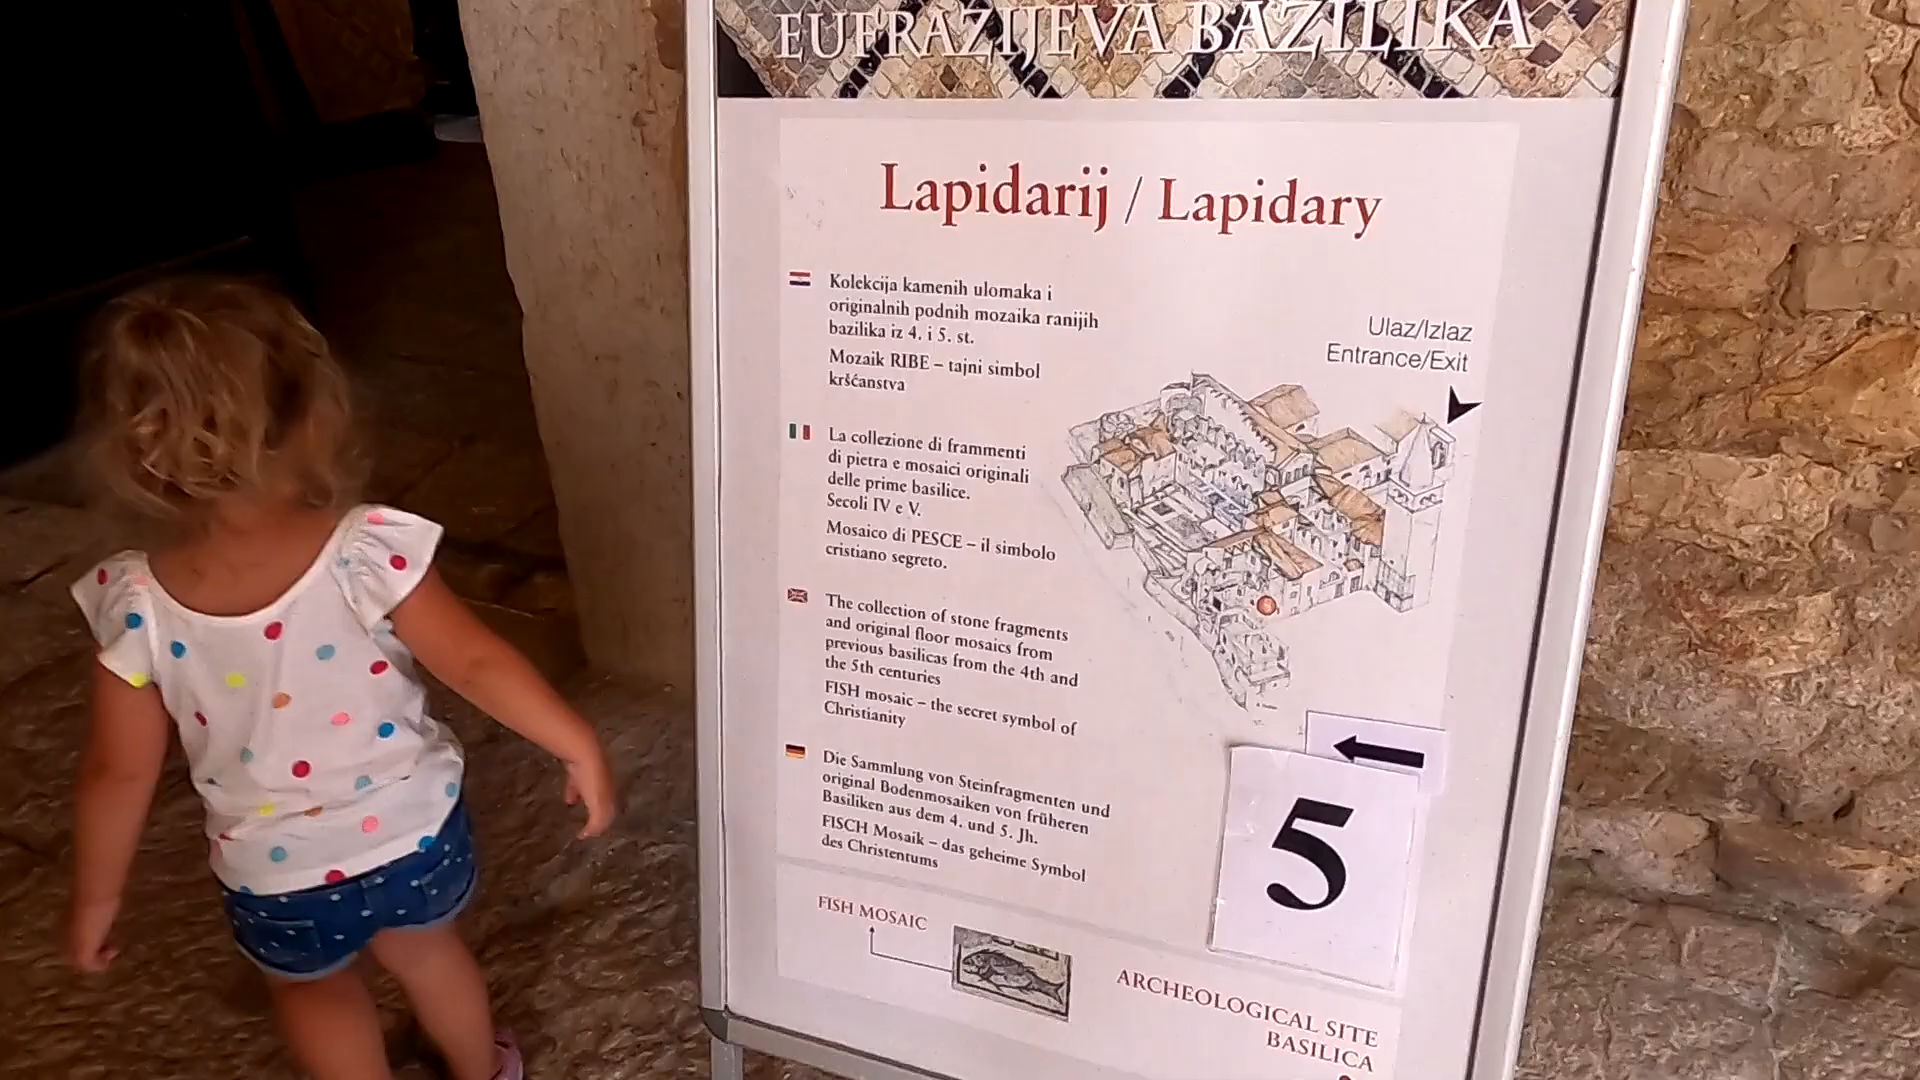 EUFRAZIJEVA BAZILIKA
Lapidarij / Lapidary
Kolekcija kamenih ulomaka i
originalnih podnih mozaika ranijih
bazilika iz 4. i 5. st.
Mozaik RIBE – tajni simbol
kršćanstva
La collezione di frammenti
di pietra e mosaici originali
delle prime basilice.
Secoli IV e V.
Mosaico di PESCE – il simbolo
cristiano segreto.
The collection of stone fragments
and original floor mosaics from
previous basilicas from the 4th and
the 5th centuries
FISH mosaic – the secret symbol of
Christianity
Die Sammlung von Steinfragmenten und
original Bodenmosaiken von früheren
Basiliken aus dem 4. und 5. Jh.
FISCH Mosaik – das geheime Symbol
des Christentums
Ulaz/Izlaz
Entrance/Exit
5
FISH MOSAIC
ARCHEOLOGICAL SITE
BASILICA